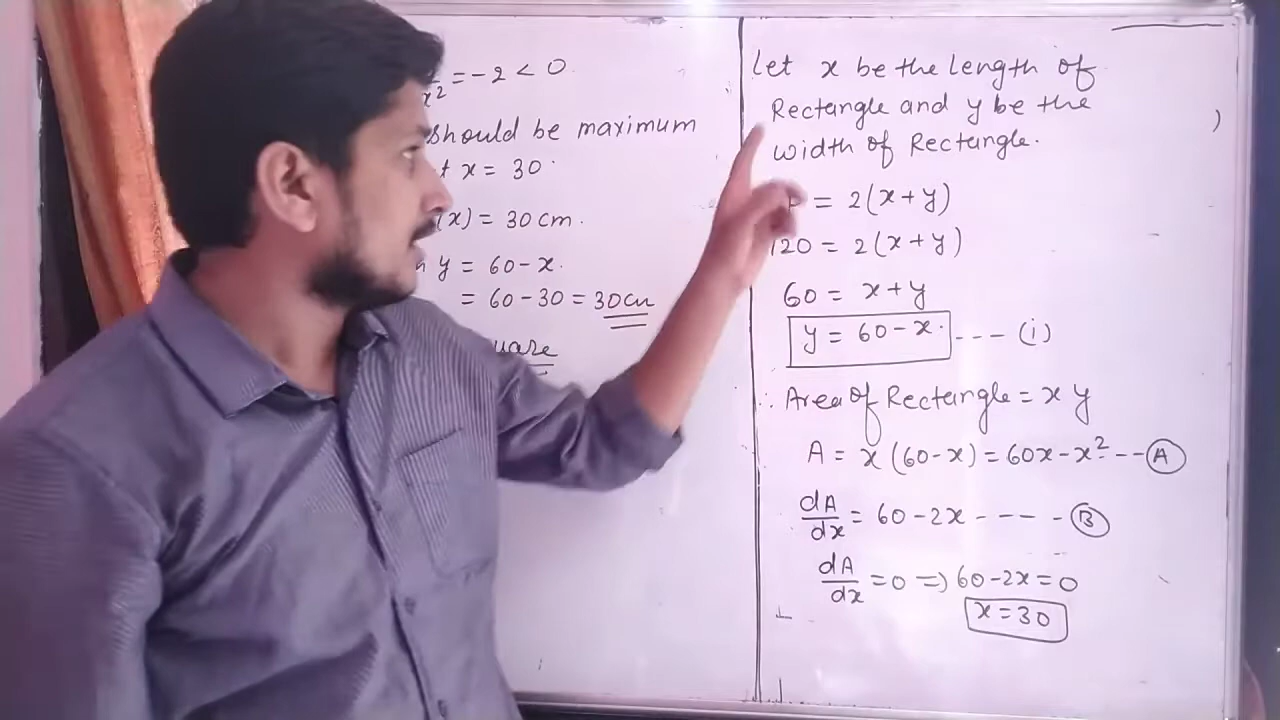 Let x be the Length of
Rectangle and y be the
width of Rectangle.
= 2(x+y)
120 = 2(x+y)
60 = x+y
y = 60-x. ---- (i)
∴ Area of Rectangle = x y
A = x(60-x) = 60x-x² -- (A)
dA/dx = 60-2x ---- - (B)
dA/dx = 0 => 60-2x=0
x=30
x² = -2 < 0
should be maximum
x = 30
(x) = 30 cm.
y = 60-x.
= 60-30 = 30cm